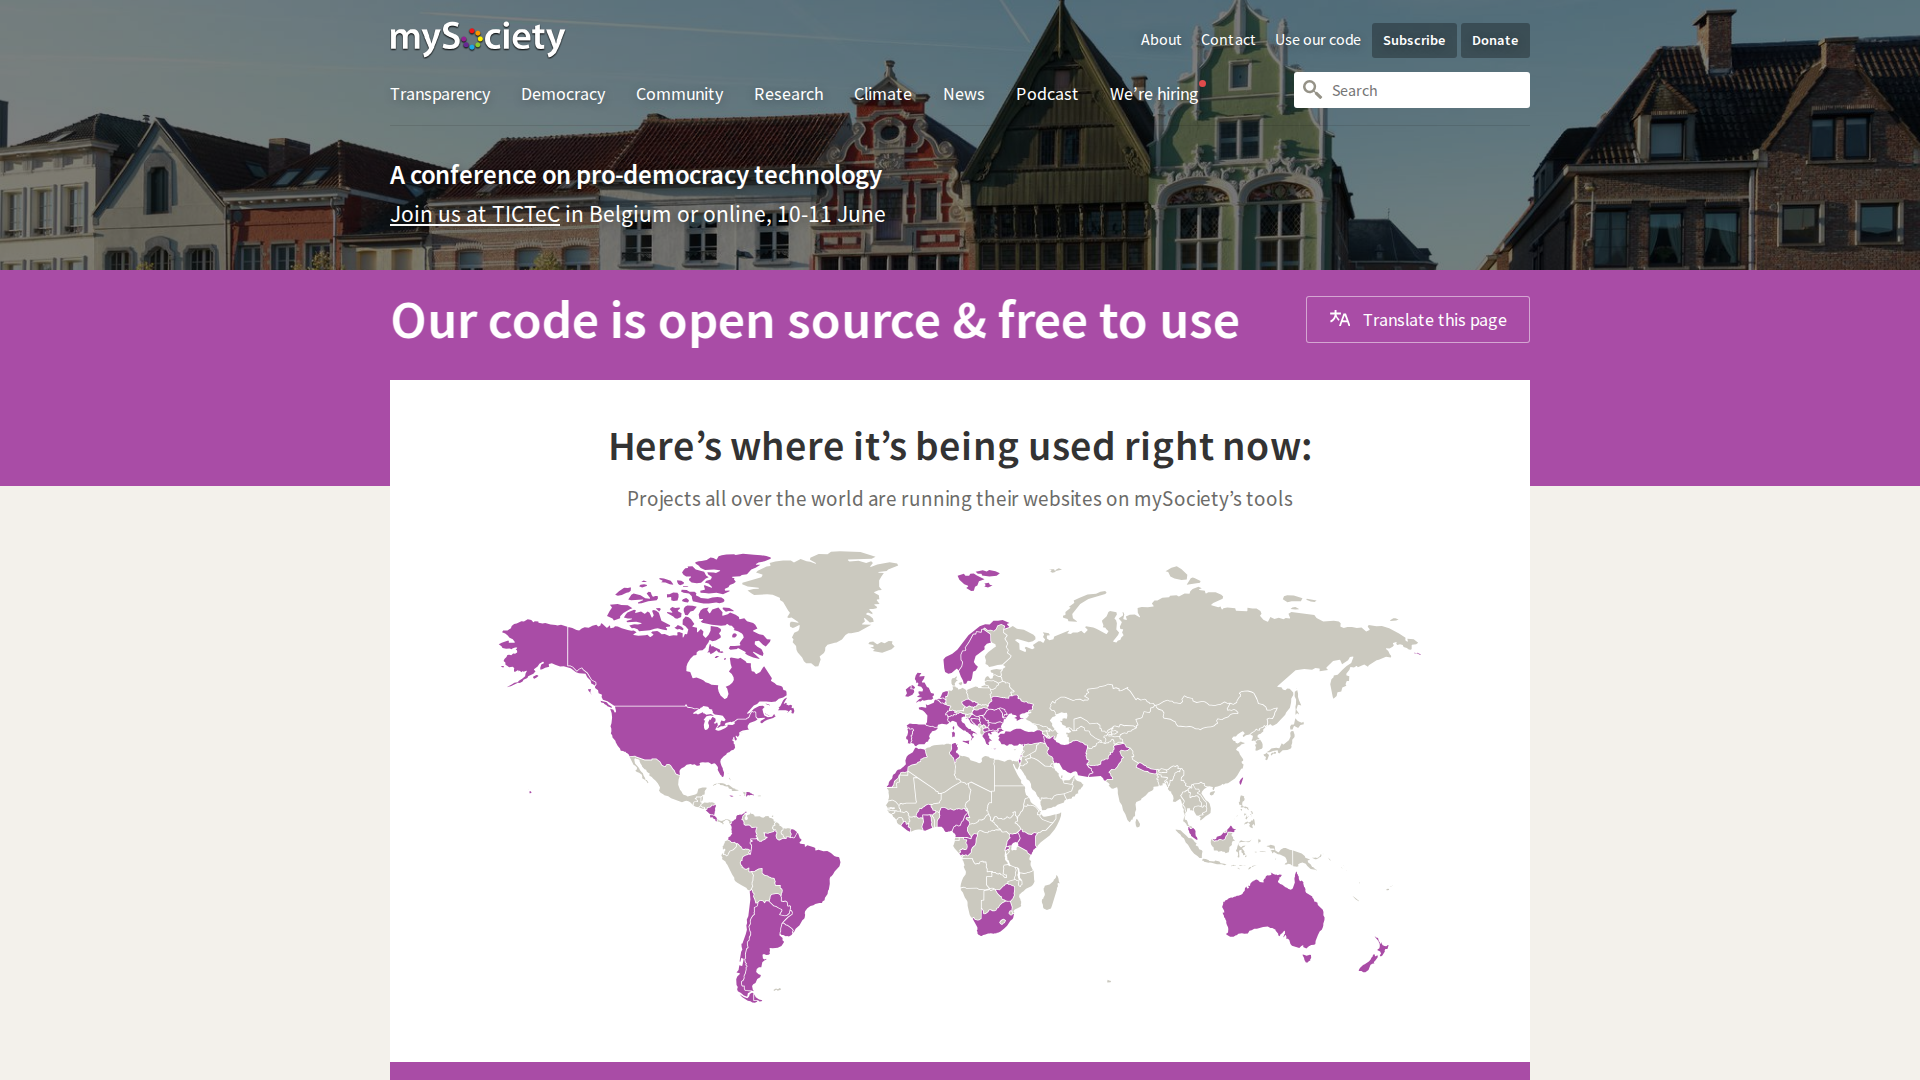 mySociety
About Contact Use our code Subscribe Donate
Transparency Democracy Community Research Climate News Podcast We’re hiring
Search
A conference on pro-democracy technology
Join us at TICTeC in Belgium or online, 10-11 June
Our code is open source & free to use
Translate this page
Here’s where it’s being used right now:
Projects all over the world are running their websites on mySociety’s tools